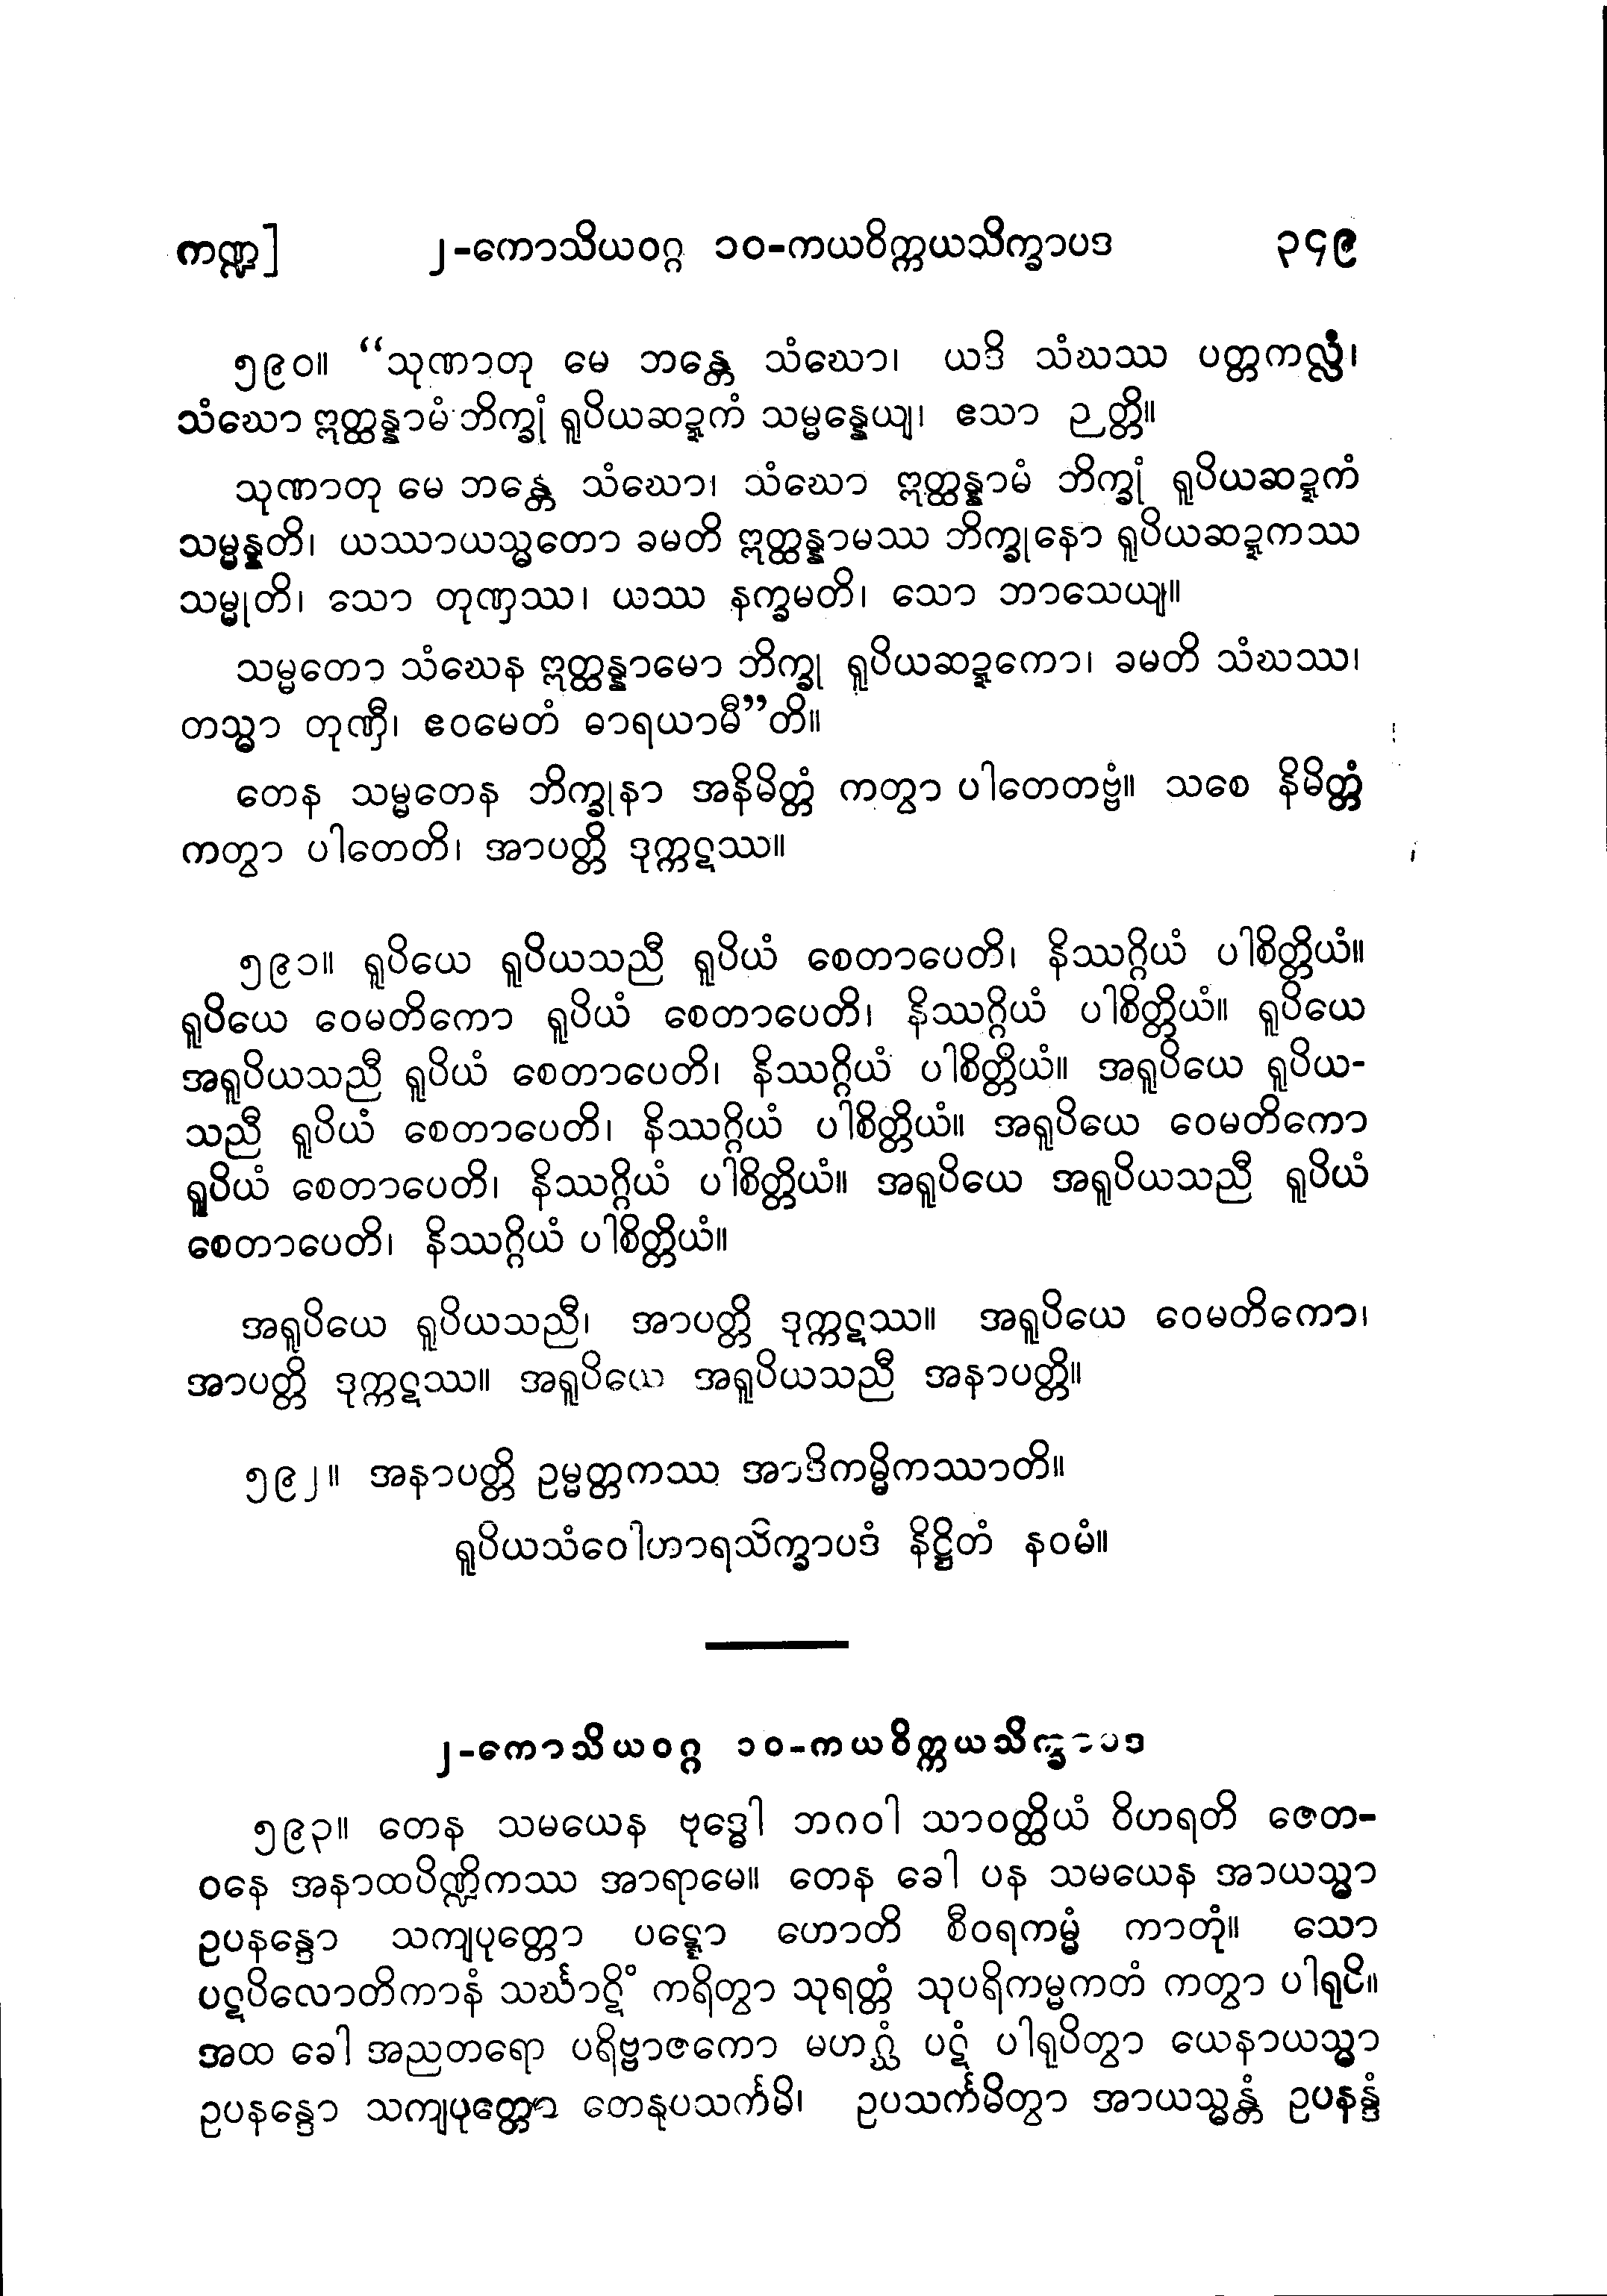 ကဏ္ဍ] ၂-ကောသိယဝဂ္ဂ ၁၀-ကယဝိက္ကယသိက္ခာပဒ ၃၄၉
၅၉၀။ “သုဏာတု မေ ဘန္တေ သံဃော၊ ယဒိ သံဃဿ ပတ္တကလ္လံ၊
သံဃော ဣတ္ထန္နာမံ ဘိက္ခုံ ရူပိယဆဍ္ဍကံ သမ္မန္နေယျ၊ ဧသာ ဉတ္တိ။
သုဏာတု မေ ဘန္တေ သံဃော၊ သံဃော ဣတ္ထန္နာမံ ဘိက္ခုံ ရူပိယဆဍ္ဍကံ
သမ္မန္နတိ၊ ယဿာယသ္မတော ခမတိ ဣတ္ထန္နာမဿ ဘိက္ခုနော ရူပိယဆဍ္ဍကဿ
သမ္မုတိ၊ သော တုဏှဿ၊ ယဿ နက္ခမတိ၊ သော ဘာသေယျ။
သမ္မတော သံဃေန ဣတ္ထန္နာမော ဘိက္ခု ရူပိယဆဍ္ဍကော၊ ခမတိ သံဃဿ၊
တသ္မာ တုဏှီ၊ ဧဝမေတံ ဓာရယာမီ”တိ။
တေန သမ္မတေန ဘိက္ခုနာ အနိမိတ္တံ ကတွာ ပါတေတဗ္ဗံ။ သစေ နိမိတ္တံ
ကတွာ ပါတေတိ၊ အာပတ္တိ ဒုက္ကဋဿ။
၅၉၁။ ရူပိယေ ရူပိယသညီ ရူပိယံ စေတာပေတိ၊ နိဿဂ္ဂိယံ ပါစိတ္တိယံ။
ရူပိယေ ဝေမတိကော ရူပိယံ စေတာပေတိ၊ နိဿဂ္ဂိယံ ပါစိတ္တိယံ။ ရူပိယေ
အရူပိယသညီ ရူပိယံ စေတာပေတိ၊ နိဿဂ္ဂိယံ ပါစိတ္တိယံ။ အရူပိယေ ရူပိယ-
သညီ ရူပိယံ စေတာပေတိ၊ နိဿဂ္ဂိယံ ပါစိတ္တိယံ။ အရူပိယေ ဝေမတိကော
ရူပိယံ စေတာပေတိ၊ နိဿဂ္ဂိယံ ပါစိတ္တိယံ။ အရူပိယေ အရူပိယသညီ ရူပိယံ
စေတာပေတိ၊ နိဿဂ္ဂိယံ ပါစိတ္တိယံ။
အရူပိယေ ရူပိယသညီ၊ အာပတ္တိ ဒုက္ကဋဿ။ အရူပိယေ ဝေမတိကော၊
အာပတ္တိ ဒုက္ကဋဿ။ အရူပိယေ အရူပိယသညီ အနာပတ္တိ။
၅၉၂။ အနာပတ္တိ ဥမ္မတ္တကဿ အာဒိကမ္မိကဿာတိ။
ရူပိယသံဝေါဟာရသိက္ခာပဒံ နိဋ္ဌိတံ နဝမံ။
၂-ကောသိယဝဂ္ဂ ၁၀-ကယဝိက္ကယသိက္ခာပဒ
၅၉၃။ တေန သမယေန ဗုဒ္ဓေါ ဘဂဝါ သာဝတ္ထိယံ ဝိဟရတိ ဇေတ-
ဝနေ အနာထပိဏ္ဍိကဿ အာရာမေ။ တေန ခေါ ပန သမယေန အာယသ္မာ
ဥပနန္ဒော သကျပုတ္တော ပဋ္ဋော ဟောတိ စီဝရကမ္မံ ကာတုံ။ သော
ပဋပိလောတိကာနံ သင်္ဃာဋိံ ကရိတွာ သုရတ္တံ သုပရိကမ္မကတံ ကတွာ ပါရုပိ။
အထ ခေါ အညတရော ပရိဗ္ဗာဇကော မဟဂ္ဃံ ပဋံ ပါရုပိတွာ ယေနာယသ္မာ
ဥပနန္ဒော သကျပုတ္တော တေနုပသင်္ကမိ၊ ဥပသင်္ကမိတွာ အာယသ္မန္တံ ဥပနန္ဒံ